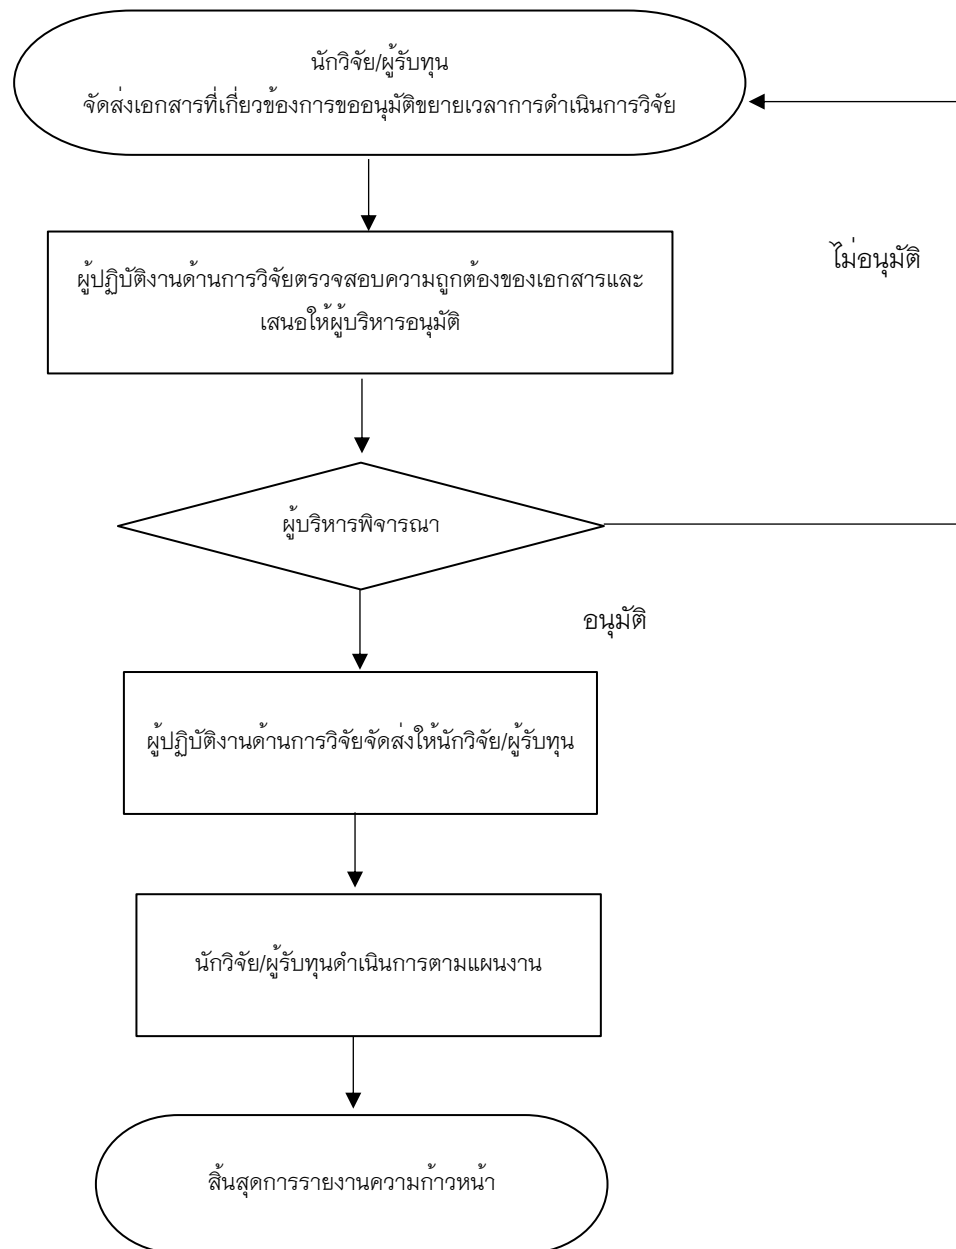 นักวิจัย/ผู้รับทุน
จัดส่งเอกสารที่เกี่ยวข้องการขออนุมัติขยายเวลาการดำเนินการวิจัย
ไม่อนุมัติ
ผู้ปฏิบัติงานด้านการวิจัยตรวจสอบความถูกต้องของเอกสารและ
เสนอให้ผู้บริหารอนุมัติ
ผู้บริหารพิจารณา
อนุมัติ
ผู้ปฏิบัติงานด้านการวิจัยจัดส่งให้นักวิจัย/ผู้รับทุน
นักวิจัย/ผู้รับทุนดำเนินการตามแผนงาน
สิ้นสุดการรายงานความก้าวหน้า